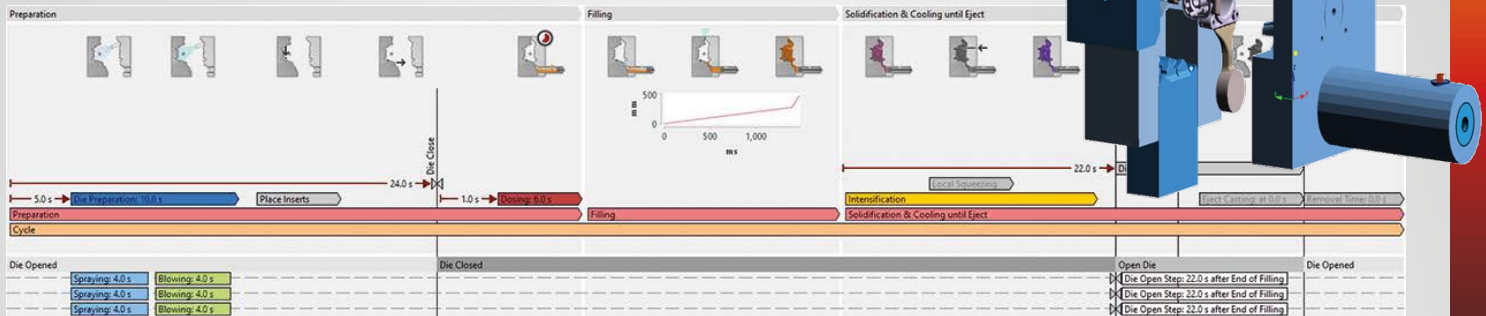 Preparation
Filling
Solidification & Cooling until Eject
500
mm
0
0 500 1,000
ms
Die Close
24.0 s
22.0 s
Local Squeezing
5.0 s
Die Preparation: 10.0 s
Place Inserts
1.0 s
Dosing: 6.0 s
Intensification
Eject Casting: at 0.0 s
Removal Time: 0.0 s
Preparation
Filling
Solidification & Cooling until Eject
Cycle
Die Opened
Die Closed
Open Die
Die Opened
Spraying: 4.0 s
Blowing: 4.0 s
Die Open Step: 22.0 s after End of Filling
Spraying: 4.0 s
Blowing: 4.0 s
Die Open Step: 22.0 s after End of Filling
Spraying: 4.0 s
Blowing: 4.0 s
Die Open Step: 22.0 s after End of Filling